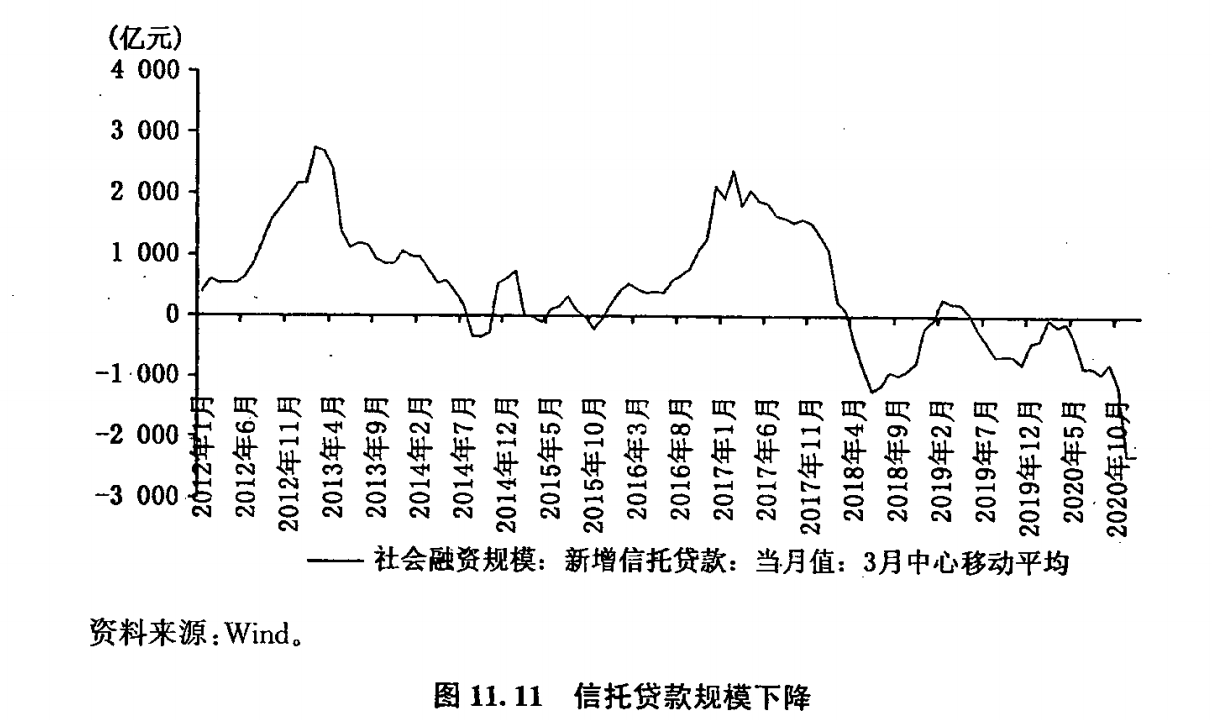 (亿元)
4 000
3 000
2 000
1 000
0
-1 000
-2 000
-3 000
2012年1月
2012年6月
2012年11月
2013年4月
2013年9月
2014年2月
2014年7月
2014年12月
2015年5月
2015年10月
2016年3月
2016年8月
2017年1月
2017年6月
2017年11月
2018年4月
2018年9月
2019年2月
2019年7月
2019年12月
2020年5月
2020年10月
社会融资规模：新增信托贷款：当月值：3月中心移动平均
资料来源：Wind。
图 11.11 信托贷款规模下降